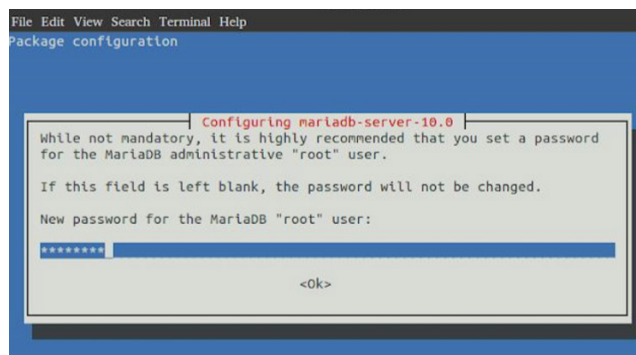 File Edit View Search Terminal Help
Package configuration
Configuring mariadb-server-10.0
While not mandatory, it is highly recommended that you set a password
for the MariaDB administrative "root" user.
If this field is left blank, the password will not be changed.
New password for the MariaDB "root" user:
********
<Ok>